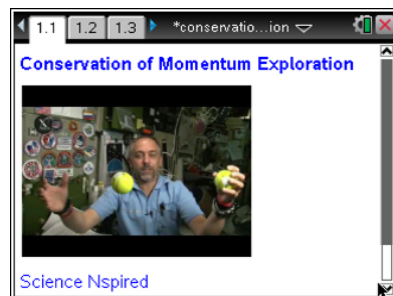 1.1 1.2 1.3 *conservatio...ion
Conservation of Momentum Exploration
Science Nspired